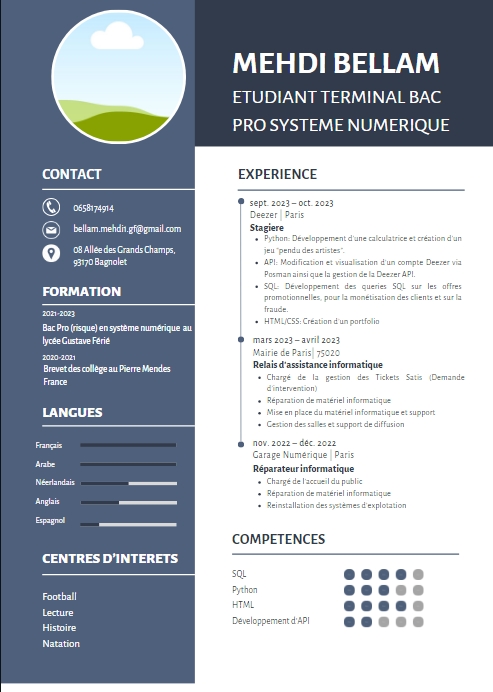 MEHDI BELLAM
ETUDIANT TERMINAL BAC
PRO SYSTEME NUMERIQUE
CONTACT
0658174914
bellam.mehdi1.gf@gmail.com
08 Allée des Grands Champs,
93170 Bagnolet
FORMATION
2021-2023
Bac Pro (risque) en système numérique au
lycée Gustave Férié
2020-2021
Brevet des collège au Pierre Mendes
France
LANGUES
Français
Arabe
Néerlandais
Anglais
Espagnol
CENTRES D'INTERETS
Football
Lecture
Histoire
Natation
EXPERIENCE
sept. 2023 – oct. 2023
Deezer | Paris
Stagiere
• Python: Développement d'une calculatrice et création d'un
jeu "pendu des artistes".
• API: Modification et visualisation d'un compte Deezer via
Posman ainsi que la gestion de la Deezer API.
• SQL: Développement des queries SQL sur les offres
promotionnelles, pour la monétisation des clients et sur la
fraude.
• HTML/CSS: Création d'un portfolio
mars 2023 – avril 2023
Mairie de Paris| 75020
Relais d'assistance informatique
• Chargé de la gestion des Tickets Satis (Demande
d'intervention)
• Réparation de matériel informatique
• Mise en place du matériel informatique et support
• Gestion des salles et support de diffusion
nov. 2022 – déc. 2022
Garage Numérique | Paris
Réparateur informatique
• Chargé de l'accueil du public
• Réparation de matériel informatique
• Reinstallation des systèmes d'explotation
COMPETENCES
SQL
Python
HTML
Développement d'API